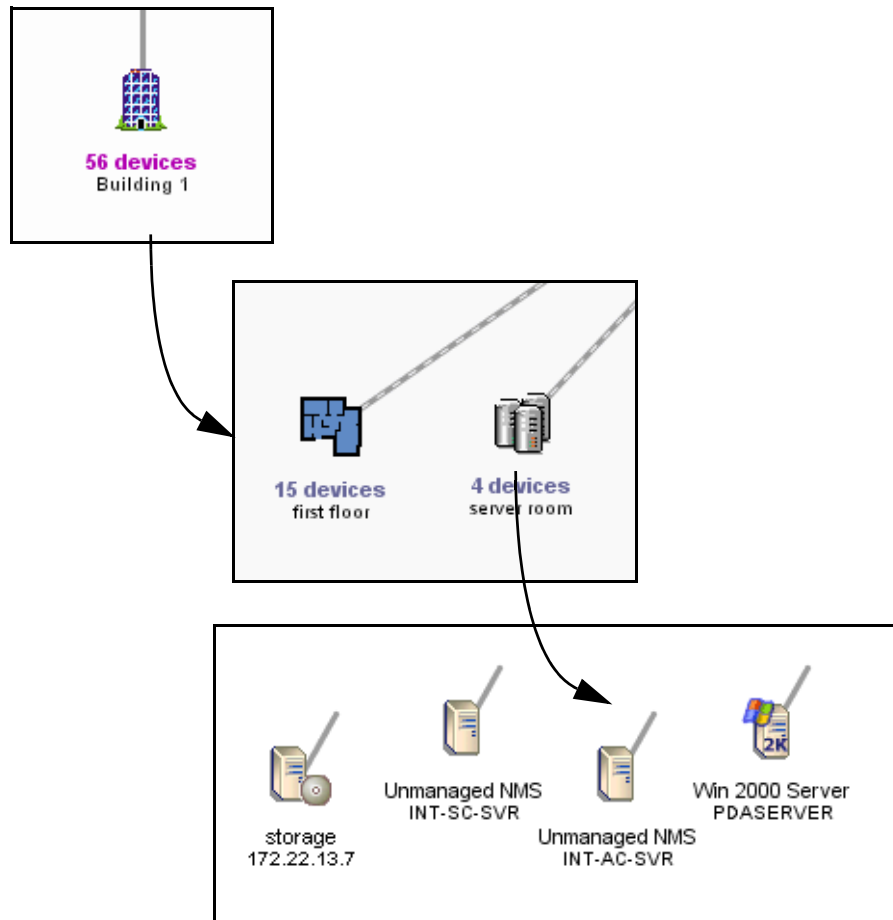 56 devices
Building 1
15 devices
first floor
4 devices
server room
storage
172.22.13.7
Unmanaged NMS
INT-SC-SVR
Unmanaged NMS
INT-AC-SVR
2K
Win 2000 Server
PDASERVER